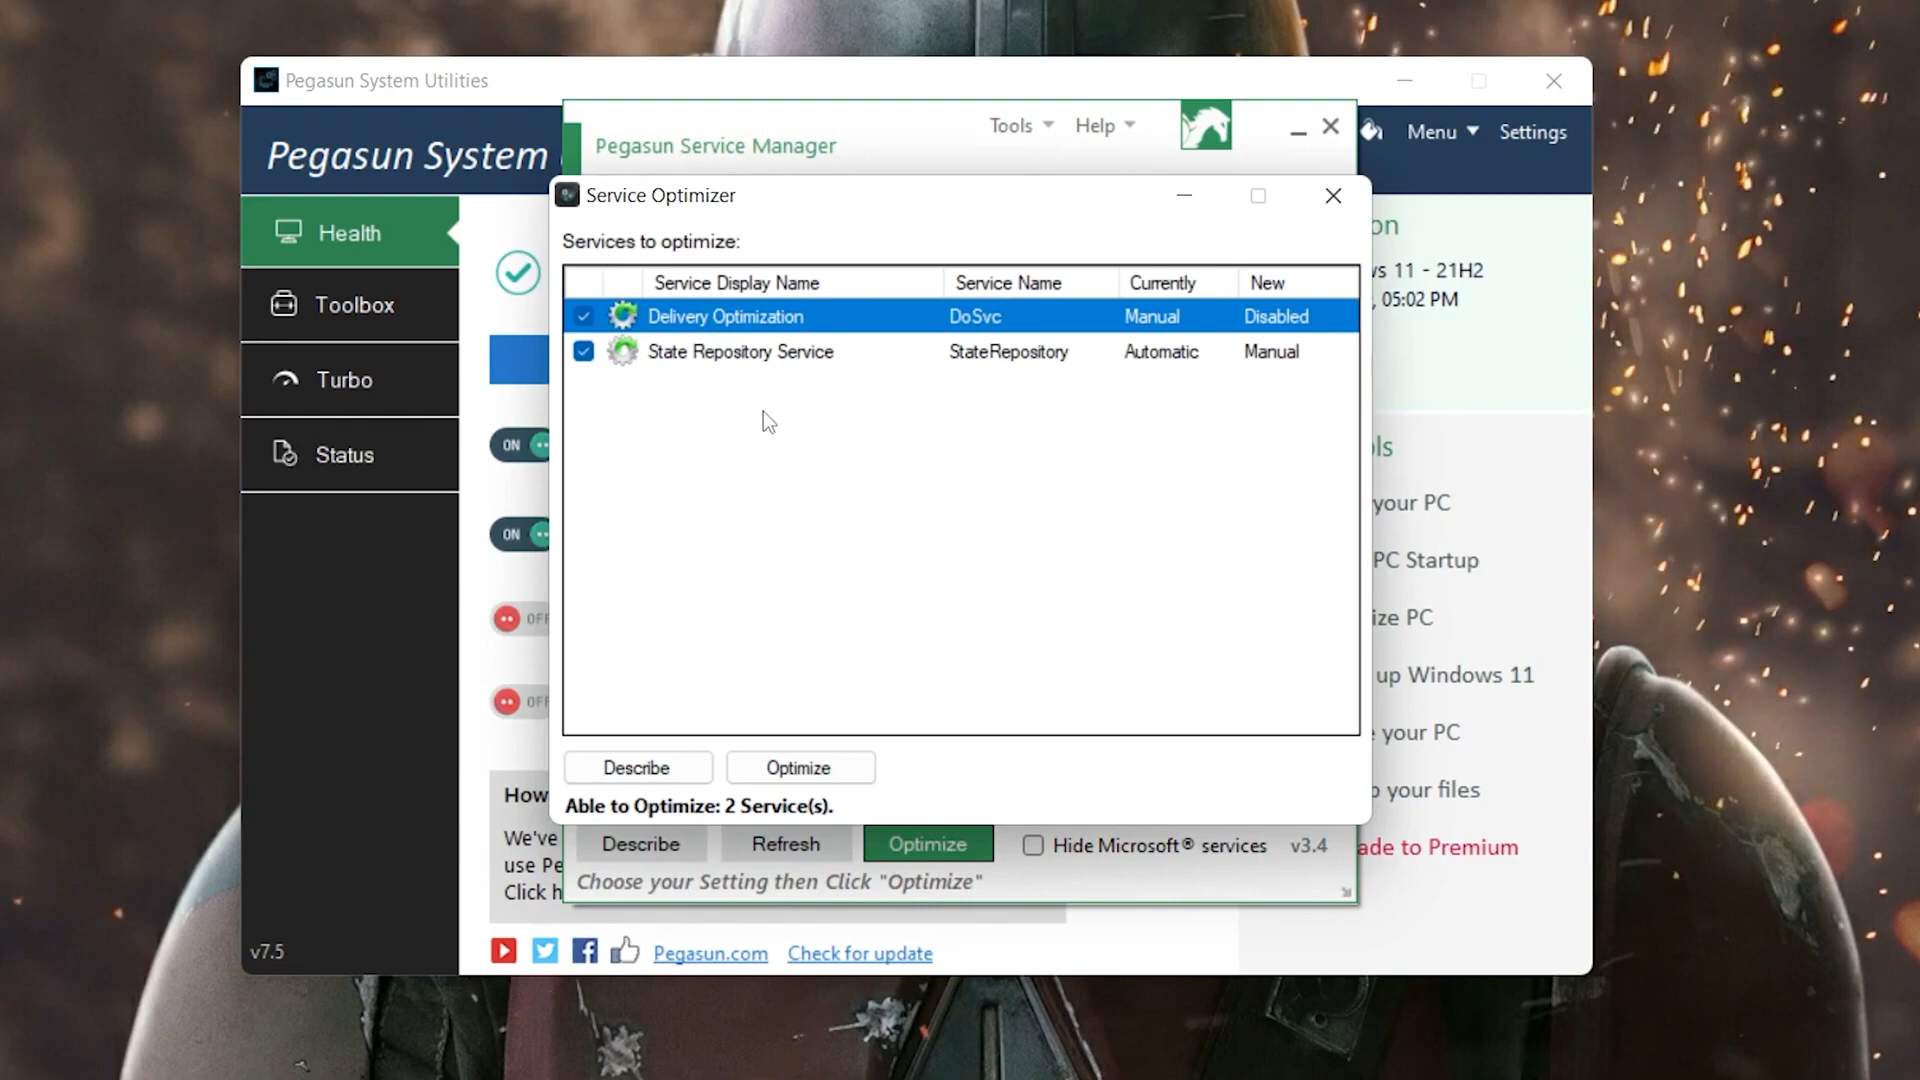 Pegasun System Utilities
Pegasun System
Menu
Settings
Tools
Help
Pegasun Service Manager
Service Optimizer
Services to optimize:
Service Display Name Service Name Currently New
Delivery Optimization DoSvc Manual Disabled
State Repository Service StateRepository Automatic Manual
Describe
Optimize
Able to Optimize: 2 Service(s).
Describe
Refresh
Optimize
Hide Microsoft® services
v3.4
Choose your Setting then Click "Optimize"
Health
Toolbox
Turbo
Status
v7.5
ON
ON
OFF
OFF
How
We've
use Pe
Click h
Pegasun.com
Check for update
on
vs 11 - 21H2
, 05:02 PM
ls
your PC
PC Startup
ize PC
up Windows 11
your PC
your files
ade to Premium